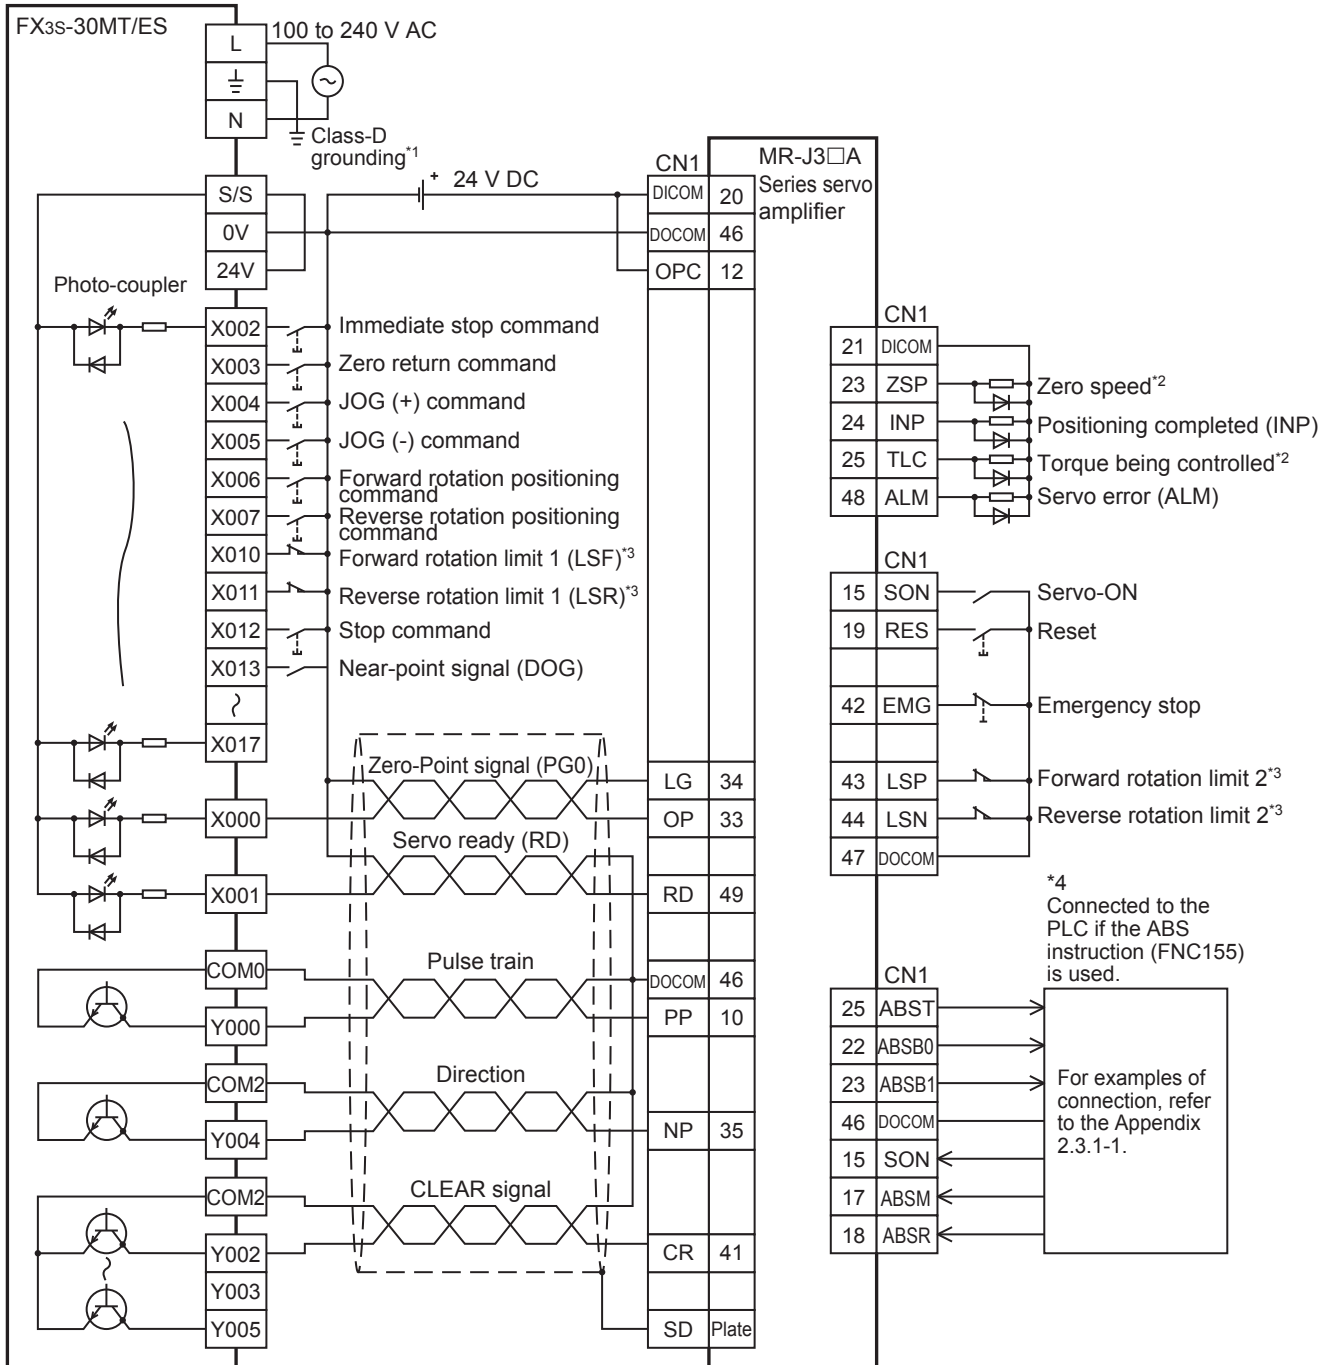 FX3S-30MT/ES
L
100 to 240 V AC
N
Class-D
grounding*1
S/S
0V
24V
+ 24 V DC
Photo-coupler
X002
Immediate stop command
X003
Zero return command
X004
JOG (+) command
X005
JOG (-) command
X006
Forward rotation positioning
command
X007
Reverse rotation positioning
command
X010
Forward rotation limit 1 (LSF)*3
X011
Reverse rotation limit 1 (LSR)*3
X012
Stop command
X013
Near-point signal (DOG)
X017
X000
Zero-Point signal (PG0)
X001
Servo ready (RD)
COM0
Pulse train
Y000
COM2
Direction
Y004
COM2
CLEAR signal
Y002
Y003
Y005
CN1
MR-J3□A
Series servo
amplifier
DICOM 20
DOCOM 46
OPC 12
LG 34
OP 33
RD 49
DOCOM 46
PP 10
NP 35
CR 41
SD Plate
CN1
21 DICOM
23 ZSP Zero speed*2
24 INP Positioning completed (INP)
25 TLC Torque being controlled*2
48 ALM Servo error (ALM)
CN1
15 SON Servo-ON
19 RES Reset
42 EMG Emergency stop
43 LSP Forward rotation limit 2*3
44 LSN Reverse rotation limit 2*3
47 DOCOM
*4
Connected to the
PLC if the ABS
instruction (FNC155)
is used.
CN1
25 ABST
22 ABSB0
23 ABSB1
46 DOCOM
15 SON
17 ABSM
18 ABSR
For examples of
connection, refer
to the Appendix
2.3.1-1.